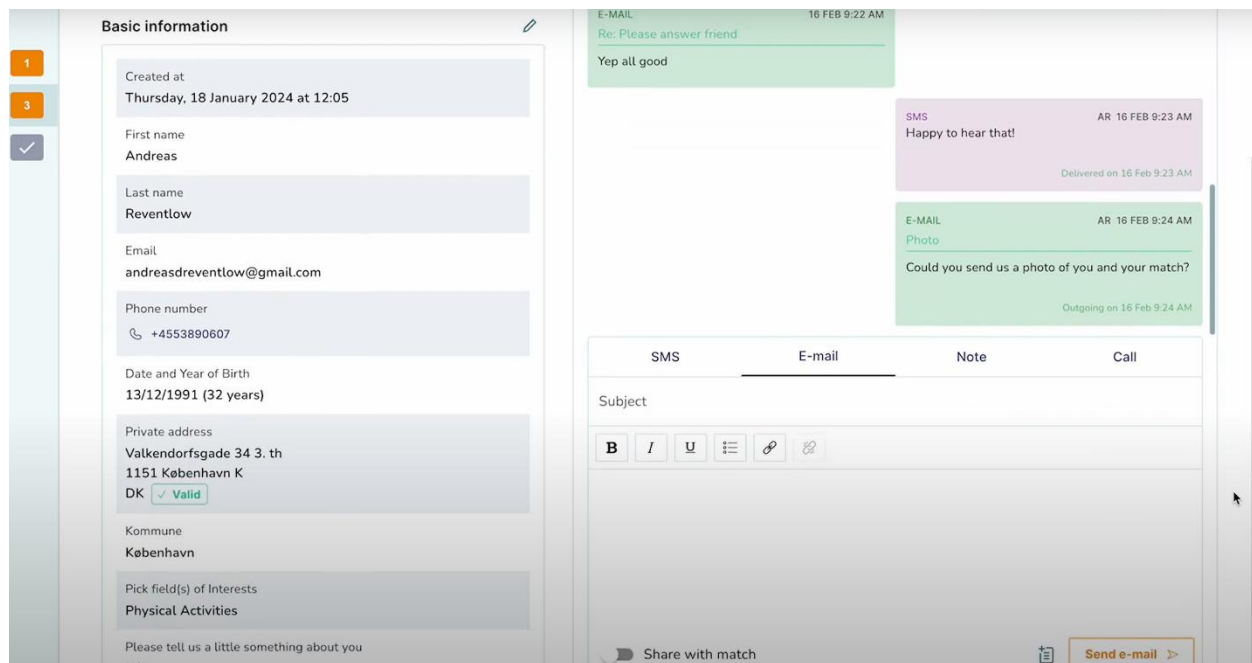 1
3
Basic information
Created at
Thursday, 18 January 2024 at 12:05
First name
Andreas
Last name
Reventlow
Email
andreasdreventlow@gmail.com
Phone number
+4553890607
Date and Year of Birth
13/12/1991 (32 years)
Private address
Valkendorfsgade 34 3. th
1151 København K
DK Valid
Kommune
København
Pick field(s) of Interests
Physical Activities
Please tell us a little something about you
E-MAIL 16 FEB 9:22 AM
Re: Please answer friend
Yep all good
SMS AR 16 FEB 9:23 AM
Happy to hear that!
Delivered on 16 Feb 9:23 AM
E-MAIL AR 16 FEB 9:24 AM
Photo
Could you send us a photo of you and your match?
Outgoing on 16 Feb 9:24 AM
SMS E-mail Note Call
Subject
B I U
Share with match Send e-mail